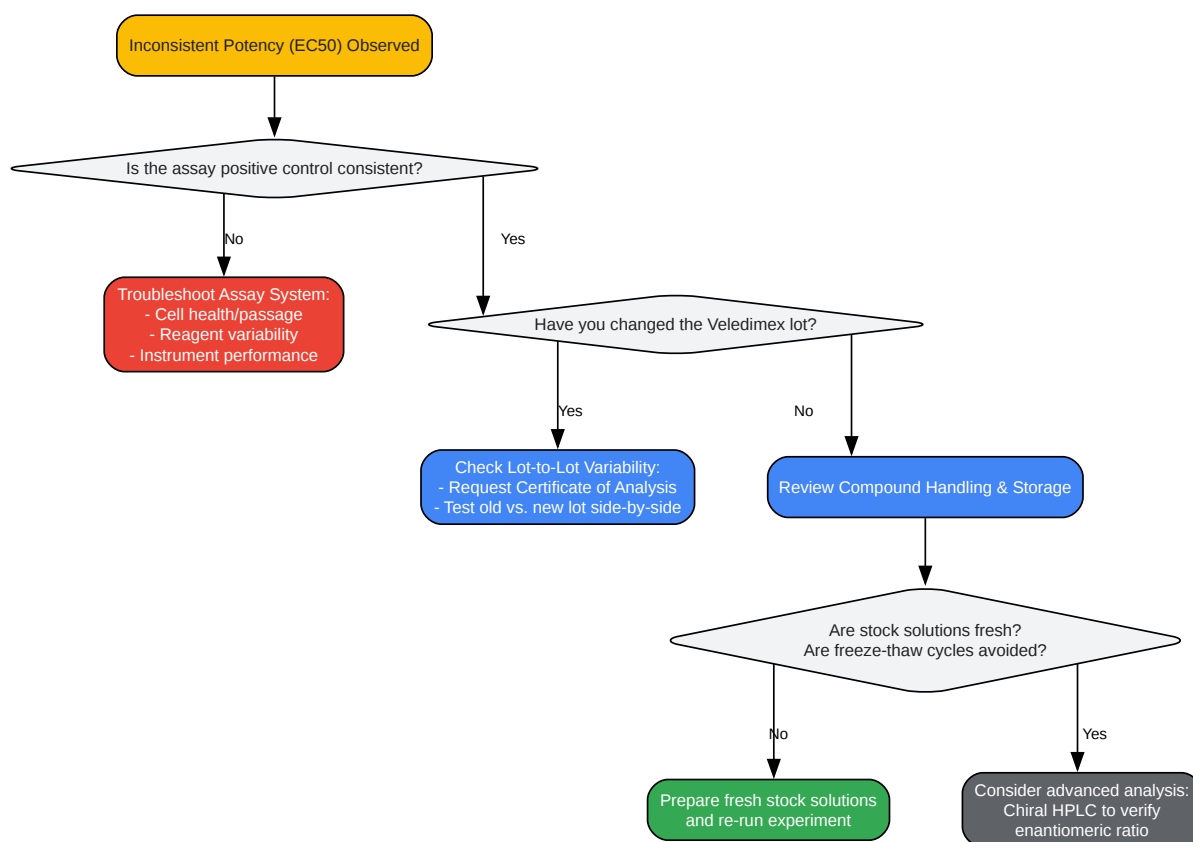 Inconsistent Potency (EC50) Observed
Is the assay positive control consistent?
No
Yes
Troubleshoot Assay System:
- Cell health/passage
- Reagent variability
- Instrument performance
Have you changed the Veledimex lot?
Yes
No
Check Lot-to-Lot Variability:
- Request Certificate of Analysis
- Test old vs. new lot side-by-side
Review Compound Handling & Storage
Are stock solutions fresh?
Are freeze-thaw cycles avoided?
No
Yes
Prepare fresh stock solutions
and re-run experiment
Consider advanced analysis:
Chiral HPLC to verify
enantiomeric ratio